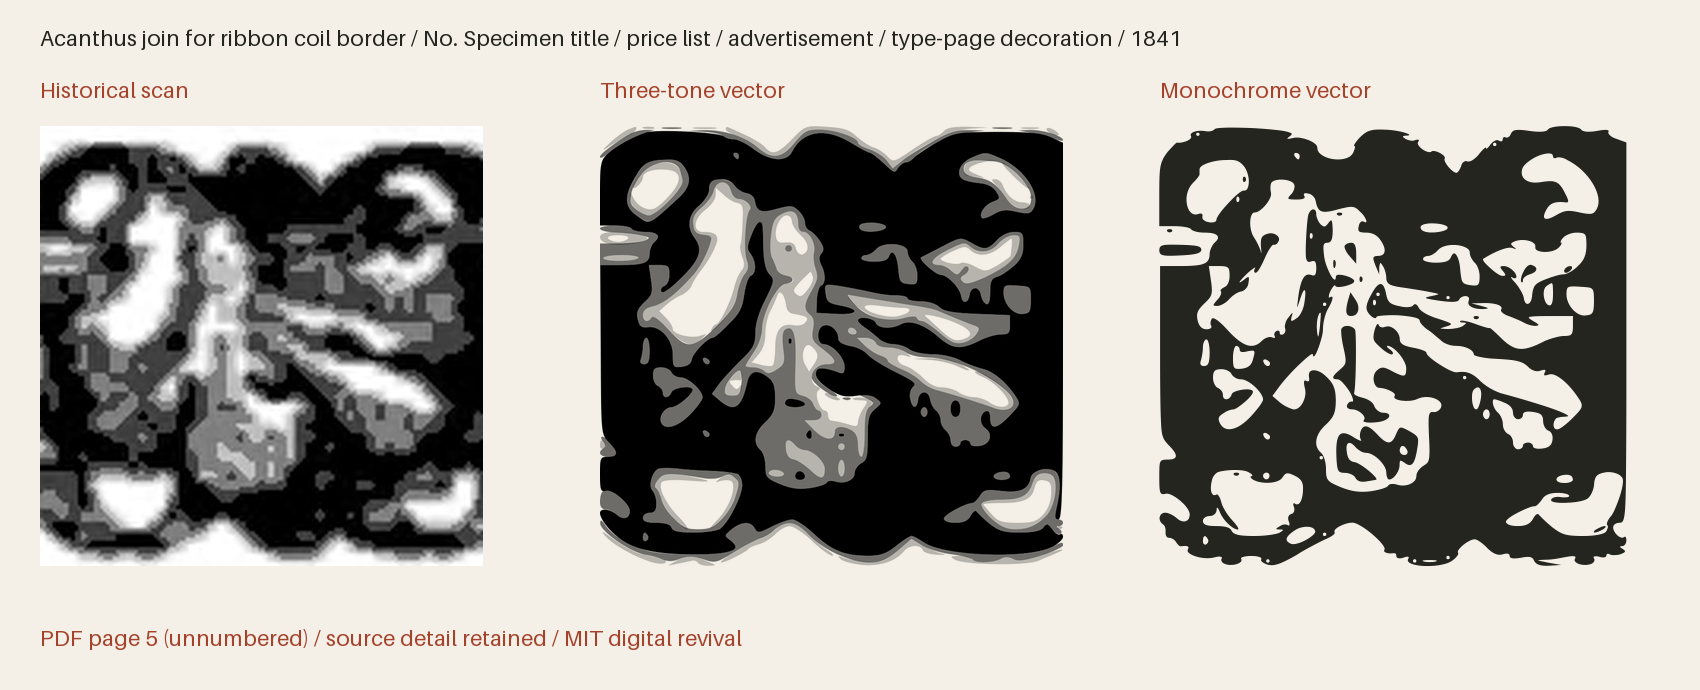 Acanthus join for ribbon coil border / No. Specimen title / price list / advertisement / type-page decoration / 1841
Historical scan
Three-tone vector
Monochrome vector
PDF page 5 (unnumbered) / source detail retained / MIT digital revival